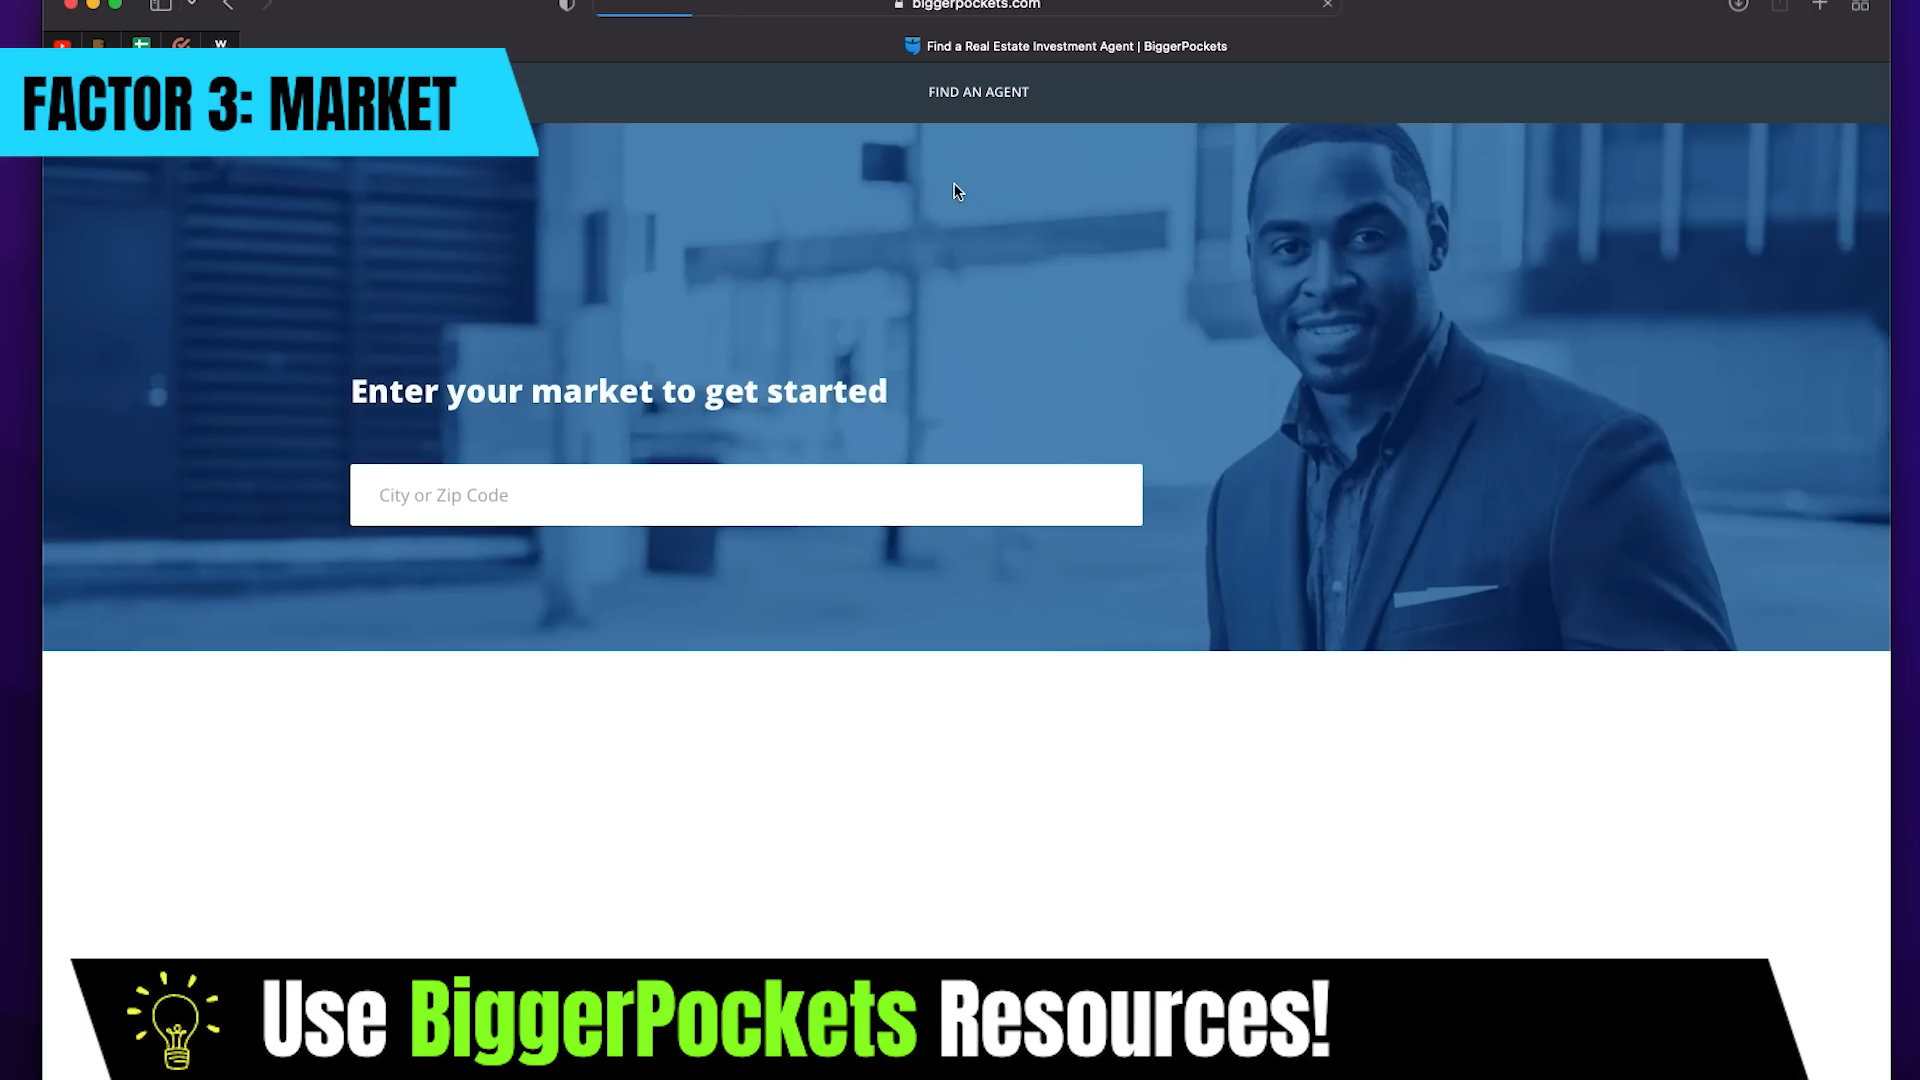 biggerpockets.com
W
Find a Real Estate Investment Agent | BiggerPockets
FACTOR 3: MARKET
FIND AN AGENT
Enter your market to get started
City or Zip Code
Use BiggerPockets Resources!